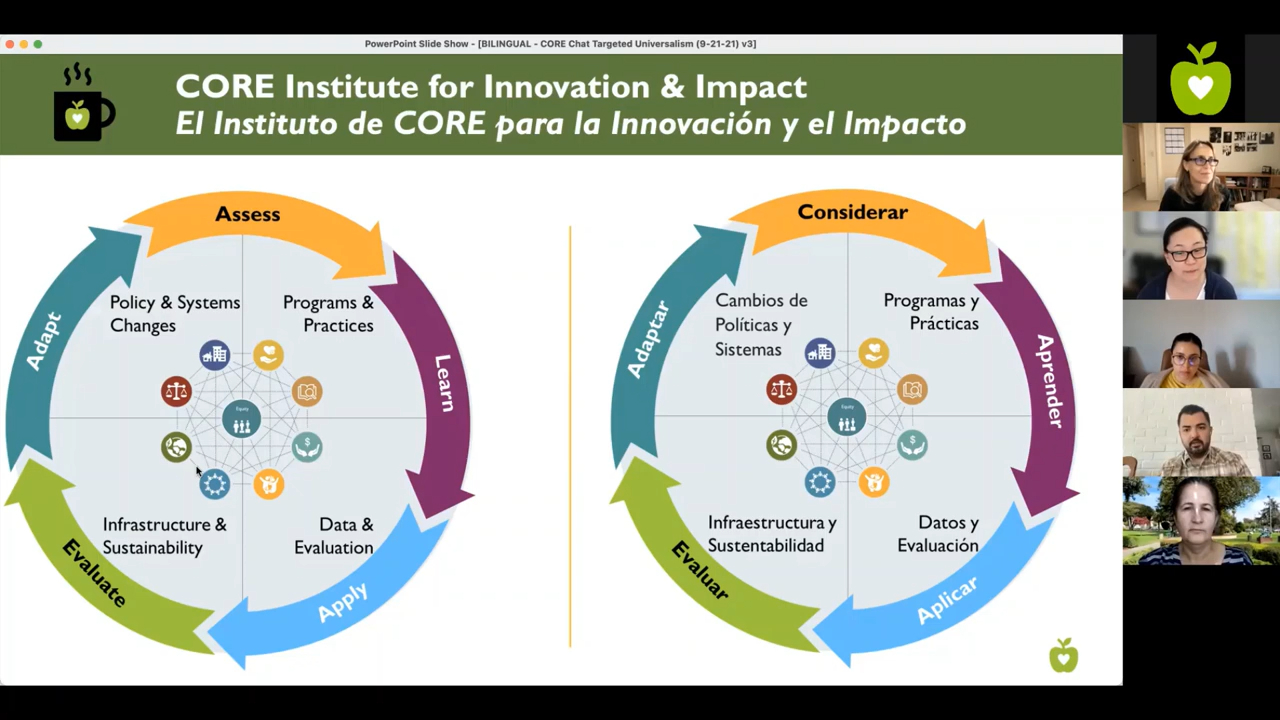 PowerPoint Slide Show - [BILINGUAL - CORE Chat Targeted Universalism (9-21-21) v3]
CORE Institute for Innovation & Impact
El Instituto de CORE para la Innovación y el Impacto
Assess
Policy & Systems
Changes
Programs &
Practices
Adapt
Learn
Equity
$
Infrastructure &
Sustainability
Data &
Evaluation
Evaluate
Apply
Considerar
Cambios de
Políticas y
Sistemas
Programas y
Prácticas
Adaptar
Aprender
Equity
$
Infraestructura y
Sustentabilidad
Datos y
Evaluación
Evaluar
Aplicar